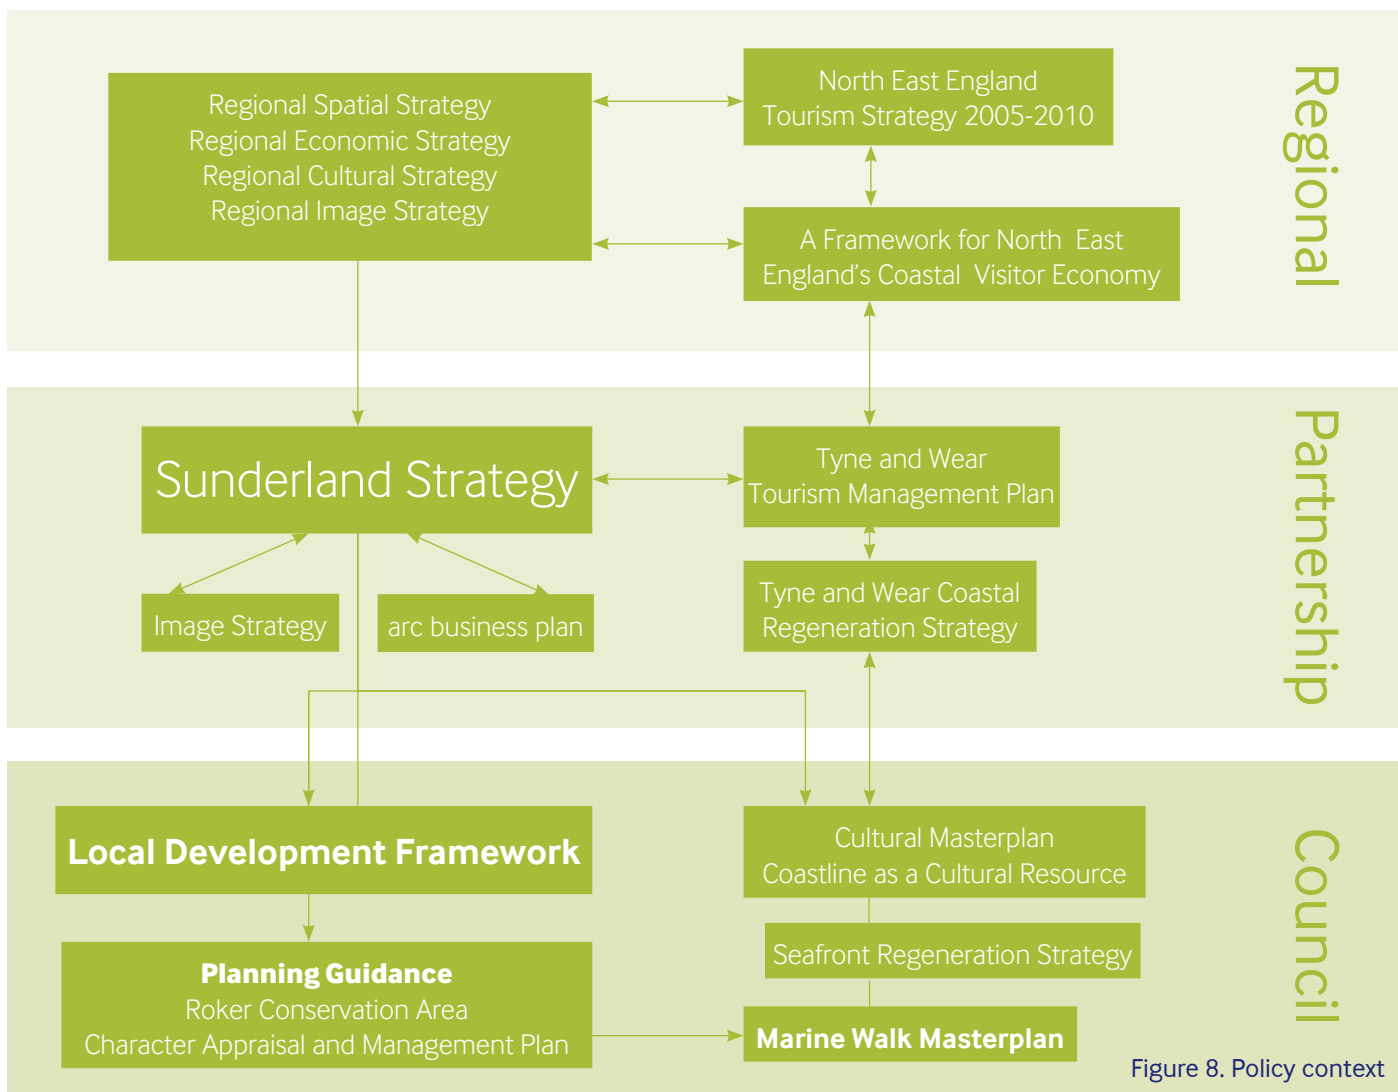 Regional Spatial Strategy
Regional Economic Strategy
Regional Cultural Strategy
Regional Image Strategy
North East England
Tourism Strategy 2005-2010
A Framework for North East
England's Coastal Visitor Economy
Regional
Sunderland Strategy
Tyne and Wear
Tourism Management Plan
Image Strategy
arc business plan
Tyne and Wear Coastal
Regeneration Strategy
Partnership
Local Development Framework
Cultural Masterplan
Coastline as a Cultural Resource
Planning Guidance
Roker Conservation Area
Character Appraisal and Management Plan
Seafront Regeneration Strategy
Marine Walk Masterplan
Council
Figure 8. Policy context